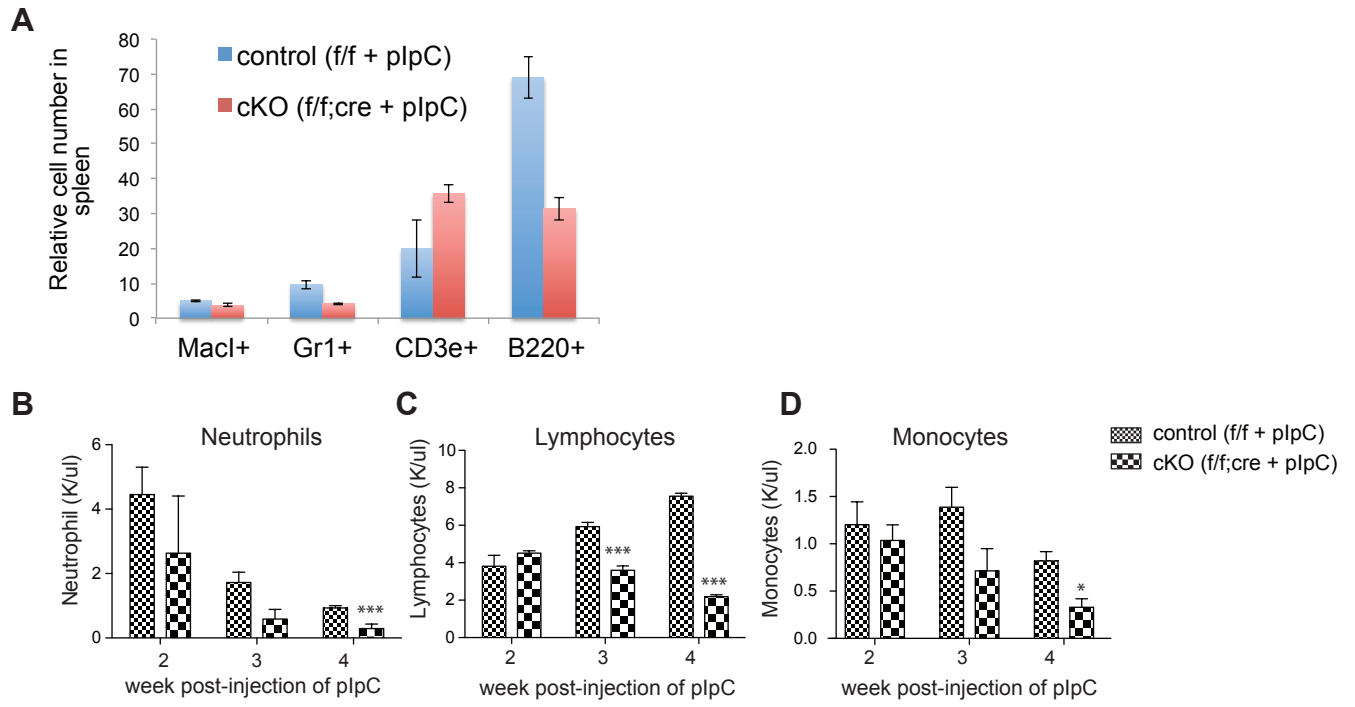 A
80
70
60
50
40
30
20
10
0
Relative cell number in
spleen
control (f/f + pIpC)
cKO (f/f;cre + pIpC)
MacI+ Gr1+ CD3e+ B220+
B
Neutrophils
Neutrophil (K/ul)
6
4
2
0
***
2 3 4
week post-injection of pIpC
C
Lymphocytes
Lymphocytes (K/ul)
10
8
6
4
2
0
***
***
2 3 4
week post-injection of pIpC
D
Monocytes
Monocytes (K/ul)
2.0
1.5
1.0
0.5
0.0
*
2 3 4
week post-injection of pIpC
control (f/f + pIpC)
cKO (f/f;cre + pIpC)